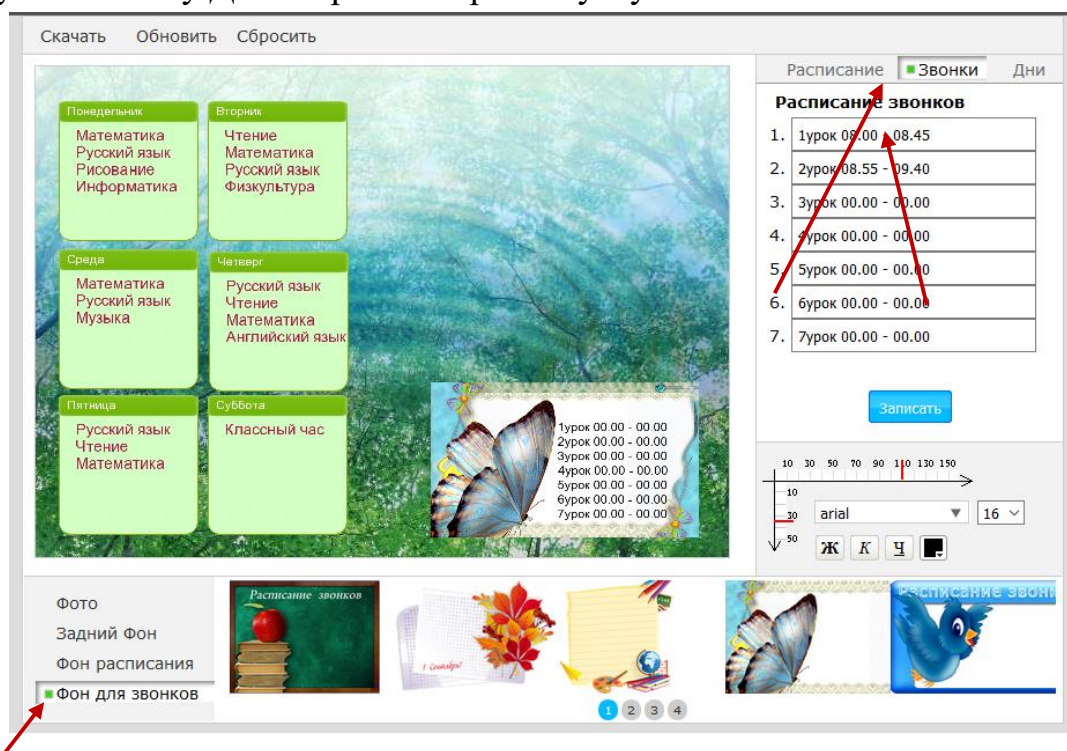 Скачать Обновить Сбросить
Расписание Звонки Дни
Расписание звонков
1. 1урок 08.00 - 08.45
2. 2урок 08.55 - 09.40
3. 3урок 00.00 - 00.00
4. 4урок 00.00 - 00.00
5. 5урок 00.00 - 00.00
6. 6урок 00.00 - 00.00
7. 7урок 00.00 - 00.00
Записать
Понедельник
Математика
Русский язык
Рисование
Информатика
Вторник
Чтение
Математика
Русский язык
Физкультура
Среда
Математика
Русский язык
Музыка
Четверг
Русский язык
Чтение
Математика
Английский язык
Пятница
Русский язык
Чтение
Математика
Суббота
Классный час
1урок 00.00 - 00.00
2урок 00.00 - 00.00
3урок 00.00 - 00.00
4урок 00.00 - 00.00
5урок 00.00 - 00.00
6урок 00.00 - 00.00
7урок 00.00 - 00.00
10 30 50 70 90 110 130 150
10
30
50
arial 16
Ж К Ч
Фото
Задний Фон
Фон расписания
Фон для звонков
Расписание звонков
1 Сентября!
Расписание звон
1 2 3 4